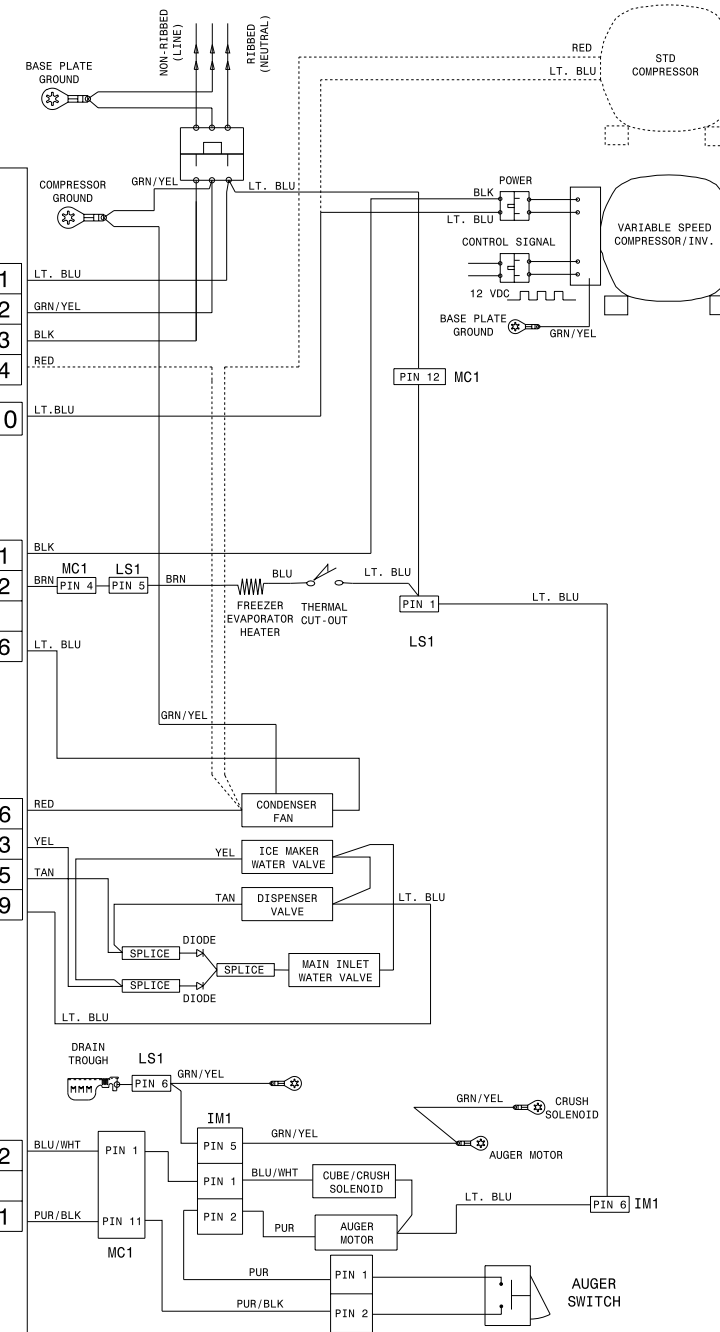 NON-RIBBED
(LINE)
RIBBED
(NEUTRAL)
BASE PLATE
GROUND
RED
LT. BLU
STD
COMPRESSOR
COMPRESSOR
GROUND
GRN/YEL
LT. BLU
POWER
BLK
LT. BLU
CONTROL SIGNAL
VARIABLE SPEED
COMPRESSOR/INV.
12 VDC
BASE PLATE
GROUND
GRN/YEL
1
LT. BLU
2
GRN/YEL
3
BLK
4
RED
PIN 12
MC1
0
LT.BLU
1
BLK
2
BRN
MC1
PIN 4
LS1
PIN 5
BRN
BLU
LT. BLU
FREEZER
EVAPORATOR
HEATER
THERMAL
CUT-OUT
PIN 1
LS1
LT. BLU
6
LT. BLU
GRN/YEL
6
RED
CONDENSER
FAN
3
YEL
YEL
ICE MAKER
WATER VALVE
5
TAN
TAN
DISPENSER
VALVE
LT. BLU
9
SPLICE
DIODE
SPLICE
MAIN INLET
WATER VALVE
SPLICE
DIODE
LT. BLU
DRAIN
TROUGH
LS1
PIN 6
GRN/YEL
GRN/YEL
CRUSH
SOLENOID
IM1
PIN 5
GRN/YEL
AUGER MOTOR
2
BLU/WHT
PIN 1
PIN 1
BLU/WHT
CUBE/CRUSH
SOLENOID
LT. BLU
PIN 6
IM1
1
PUR/BLK
PIN 11
PIN 2
PUR
AUGER
MOTOR
MC1
PUR
PIN 1
PUR/BLK
PIN 2
AUGER
SWITCH